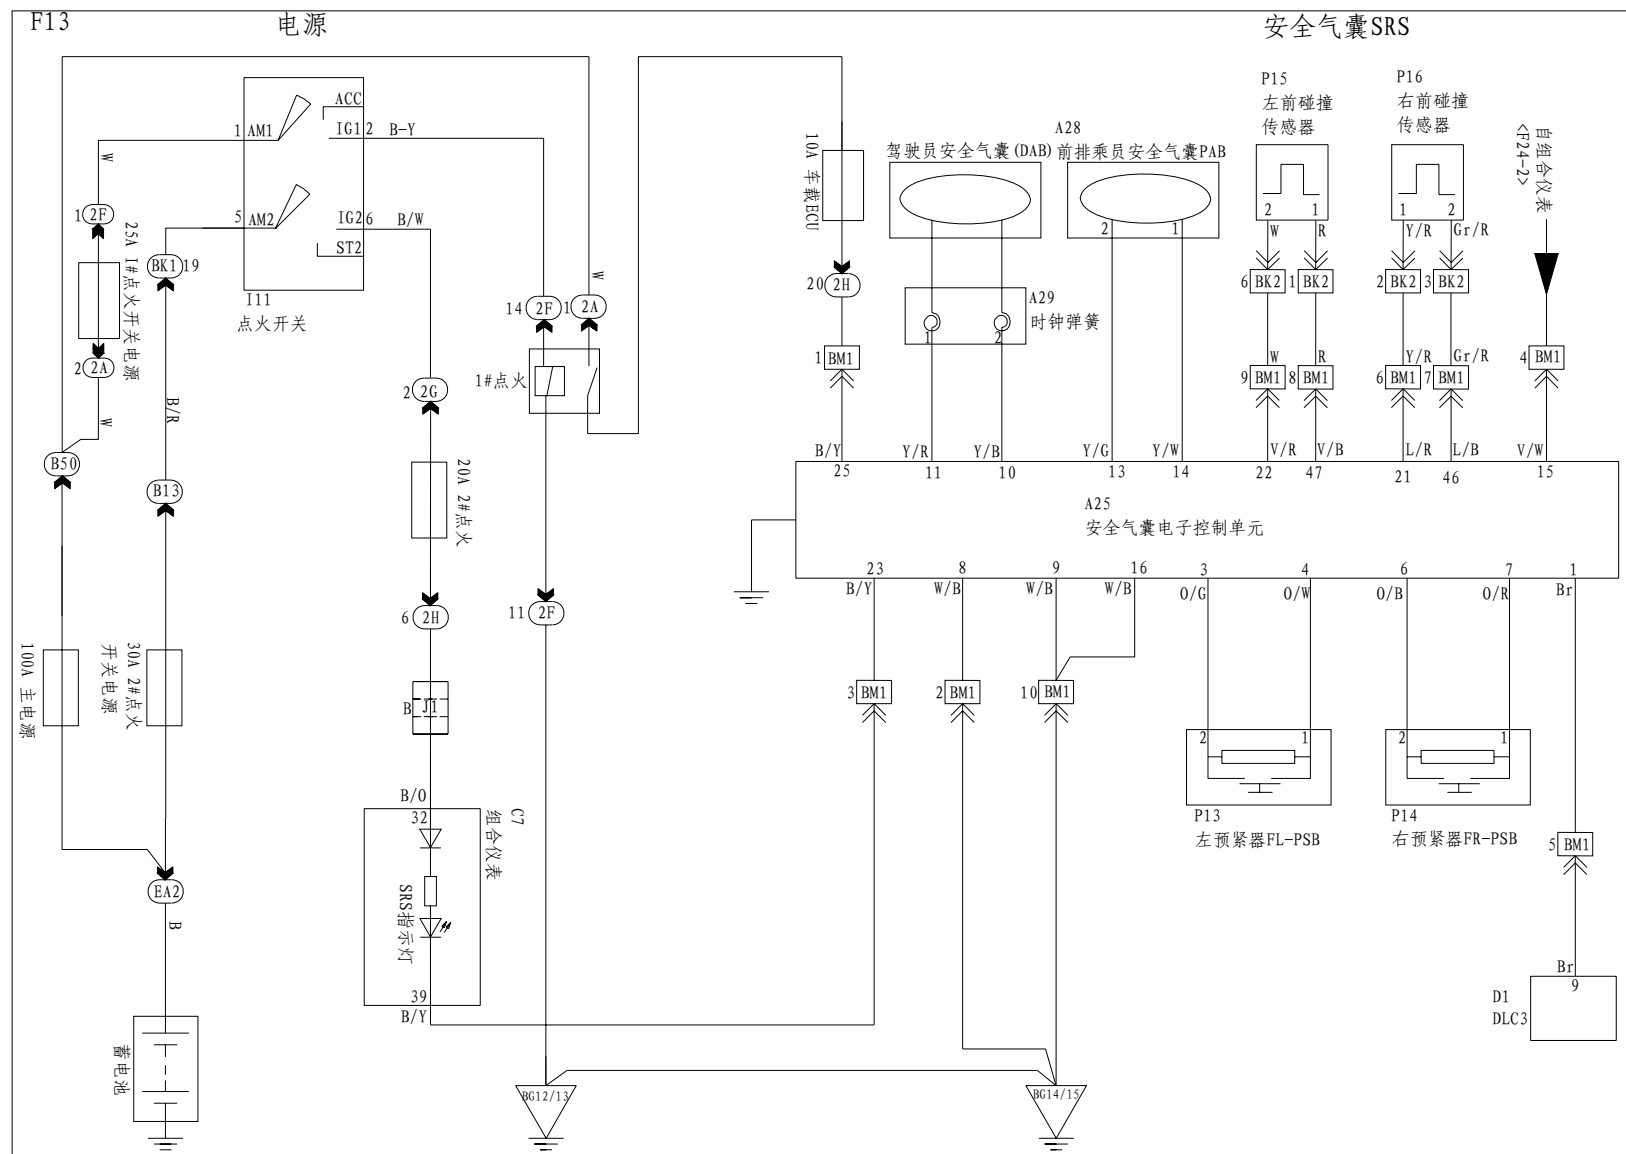 F13
电源
安全气囊SRS
ACC
1
AM1
IG1
2
B-Y
5
AM2
IG2
6
B/W
ST2
I11
点火开关
W
1
2F
25A 1#点火开关电源
2
2A
W
B50
BK1
19
B/R
B13
100A 主电源
30A 2#点火
开关电源
EA2
B
蓄电池
2
2G
20A 2#点火
6
2H
B
J1
B/O
32
C7
组合仪表
SRS指示灯
39
B/Y
14
2F
W
1
2A
1#点火
11
2F
BG12/13
10A 车载ECU
20
2H
1
BM1
B/Y
25
驾驶员安全气囊(DAB)
A28
前排乘员安全气囊PAB
2
1
A29
时钟弹簧
1
2
Y/R
11
Y/B
10
Y/G
13
Y/W
14
P15
左前碰撞
传感器
2
1
W
R
6
BK2
1
BK2
W
R
9
BM1
8
BM1
V/R
22
V/B
47
P16
右前碰撞
传感器
1
2
Y/R
Gr/R
2
BK2
3
BK2
Y/R
Gr/R
6
BM1
7
BM1
L/R
21
L/B
46
自组合仪表
<F24-2>
4
BM1
V/W
15
A25
安全气囊电子控制单元
23
8
9
16
3
4
6
7
1
B/Y
W/B
W/B
W/B
O/G
O/W
O/B
O/R
Br
3
BM1
2
BM1
10
BM1
BG14/15
2
1
P13
左预紧器FL-PSB
2
1
P14
右预紧器FR-PSB
5
BM1
Br
9
D1
DLC3